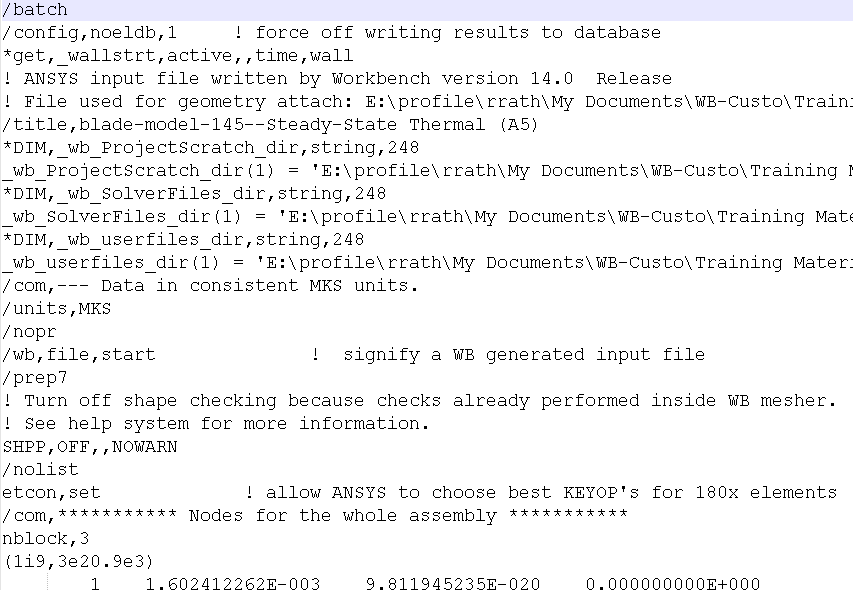 /batch
/config,noeldb,1     ! force off writing results to database
*get,_wallstrt,active,,time,wall
! ANSYS input file written by Workbench version 14.0  Release
! File used for geometry attach: E:\profile\rrath\My Documents\WB-Custo\Traini
/title,blade-model-145--Steady-State Thermal (A5)
*DIM,_wb_ProjectScratch_dir,string,248
_wb_ProjectScratch_dir(1) = 'E:\profile\rrath\My Documents\WB-Custo\Training M
*DIM,_wb_SolverFiles_dir,string,248
_wb_SolverFiles_dir(1) = 'E:\profile\rrath\My Documents\WB-Custo\Training Mate
*DIM,_wb_userfiles_dir,string,248
_wb_userfiles_dir(1) = 'E:\profile\rrath\My Documents\WB-Custo\Training Materi
/com,--- Data in consistent MKS units.
/units,MKS
/nopr
/wb,file,start              !  signify a WB generated input file
/prep7
! Turn off shape checking because checks already performed inside WB mesher.
! See help system for more information.
SHPP,OFF,,NOWARN
/nolist
etcon,set             ! allow ANSYS to choose best KEYOP's for 180x elements
/com,*********** Nodes for the whole assembly ***********
nblock,3
(1i9,3e20.9e3)
        1    1.602412262E-003    9.811945235E-020    0.000000000E+000